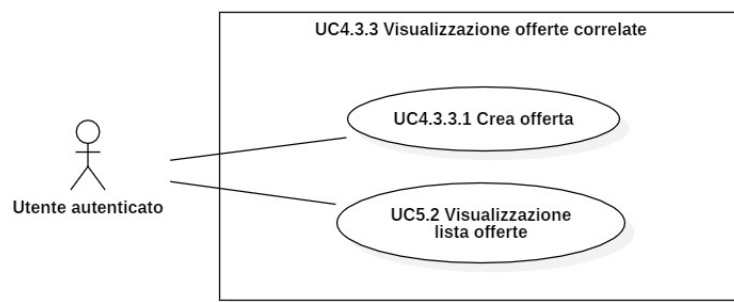 UC4.3.3 Visualizzazione offerte correlate
UC4.3.3.1 Crea offerta
Utente autenticato
UC5.2 Visualizzazione
lista offerte